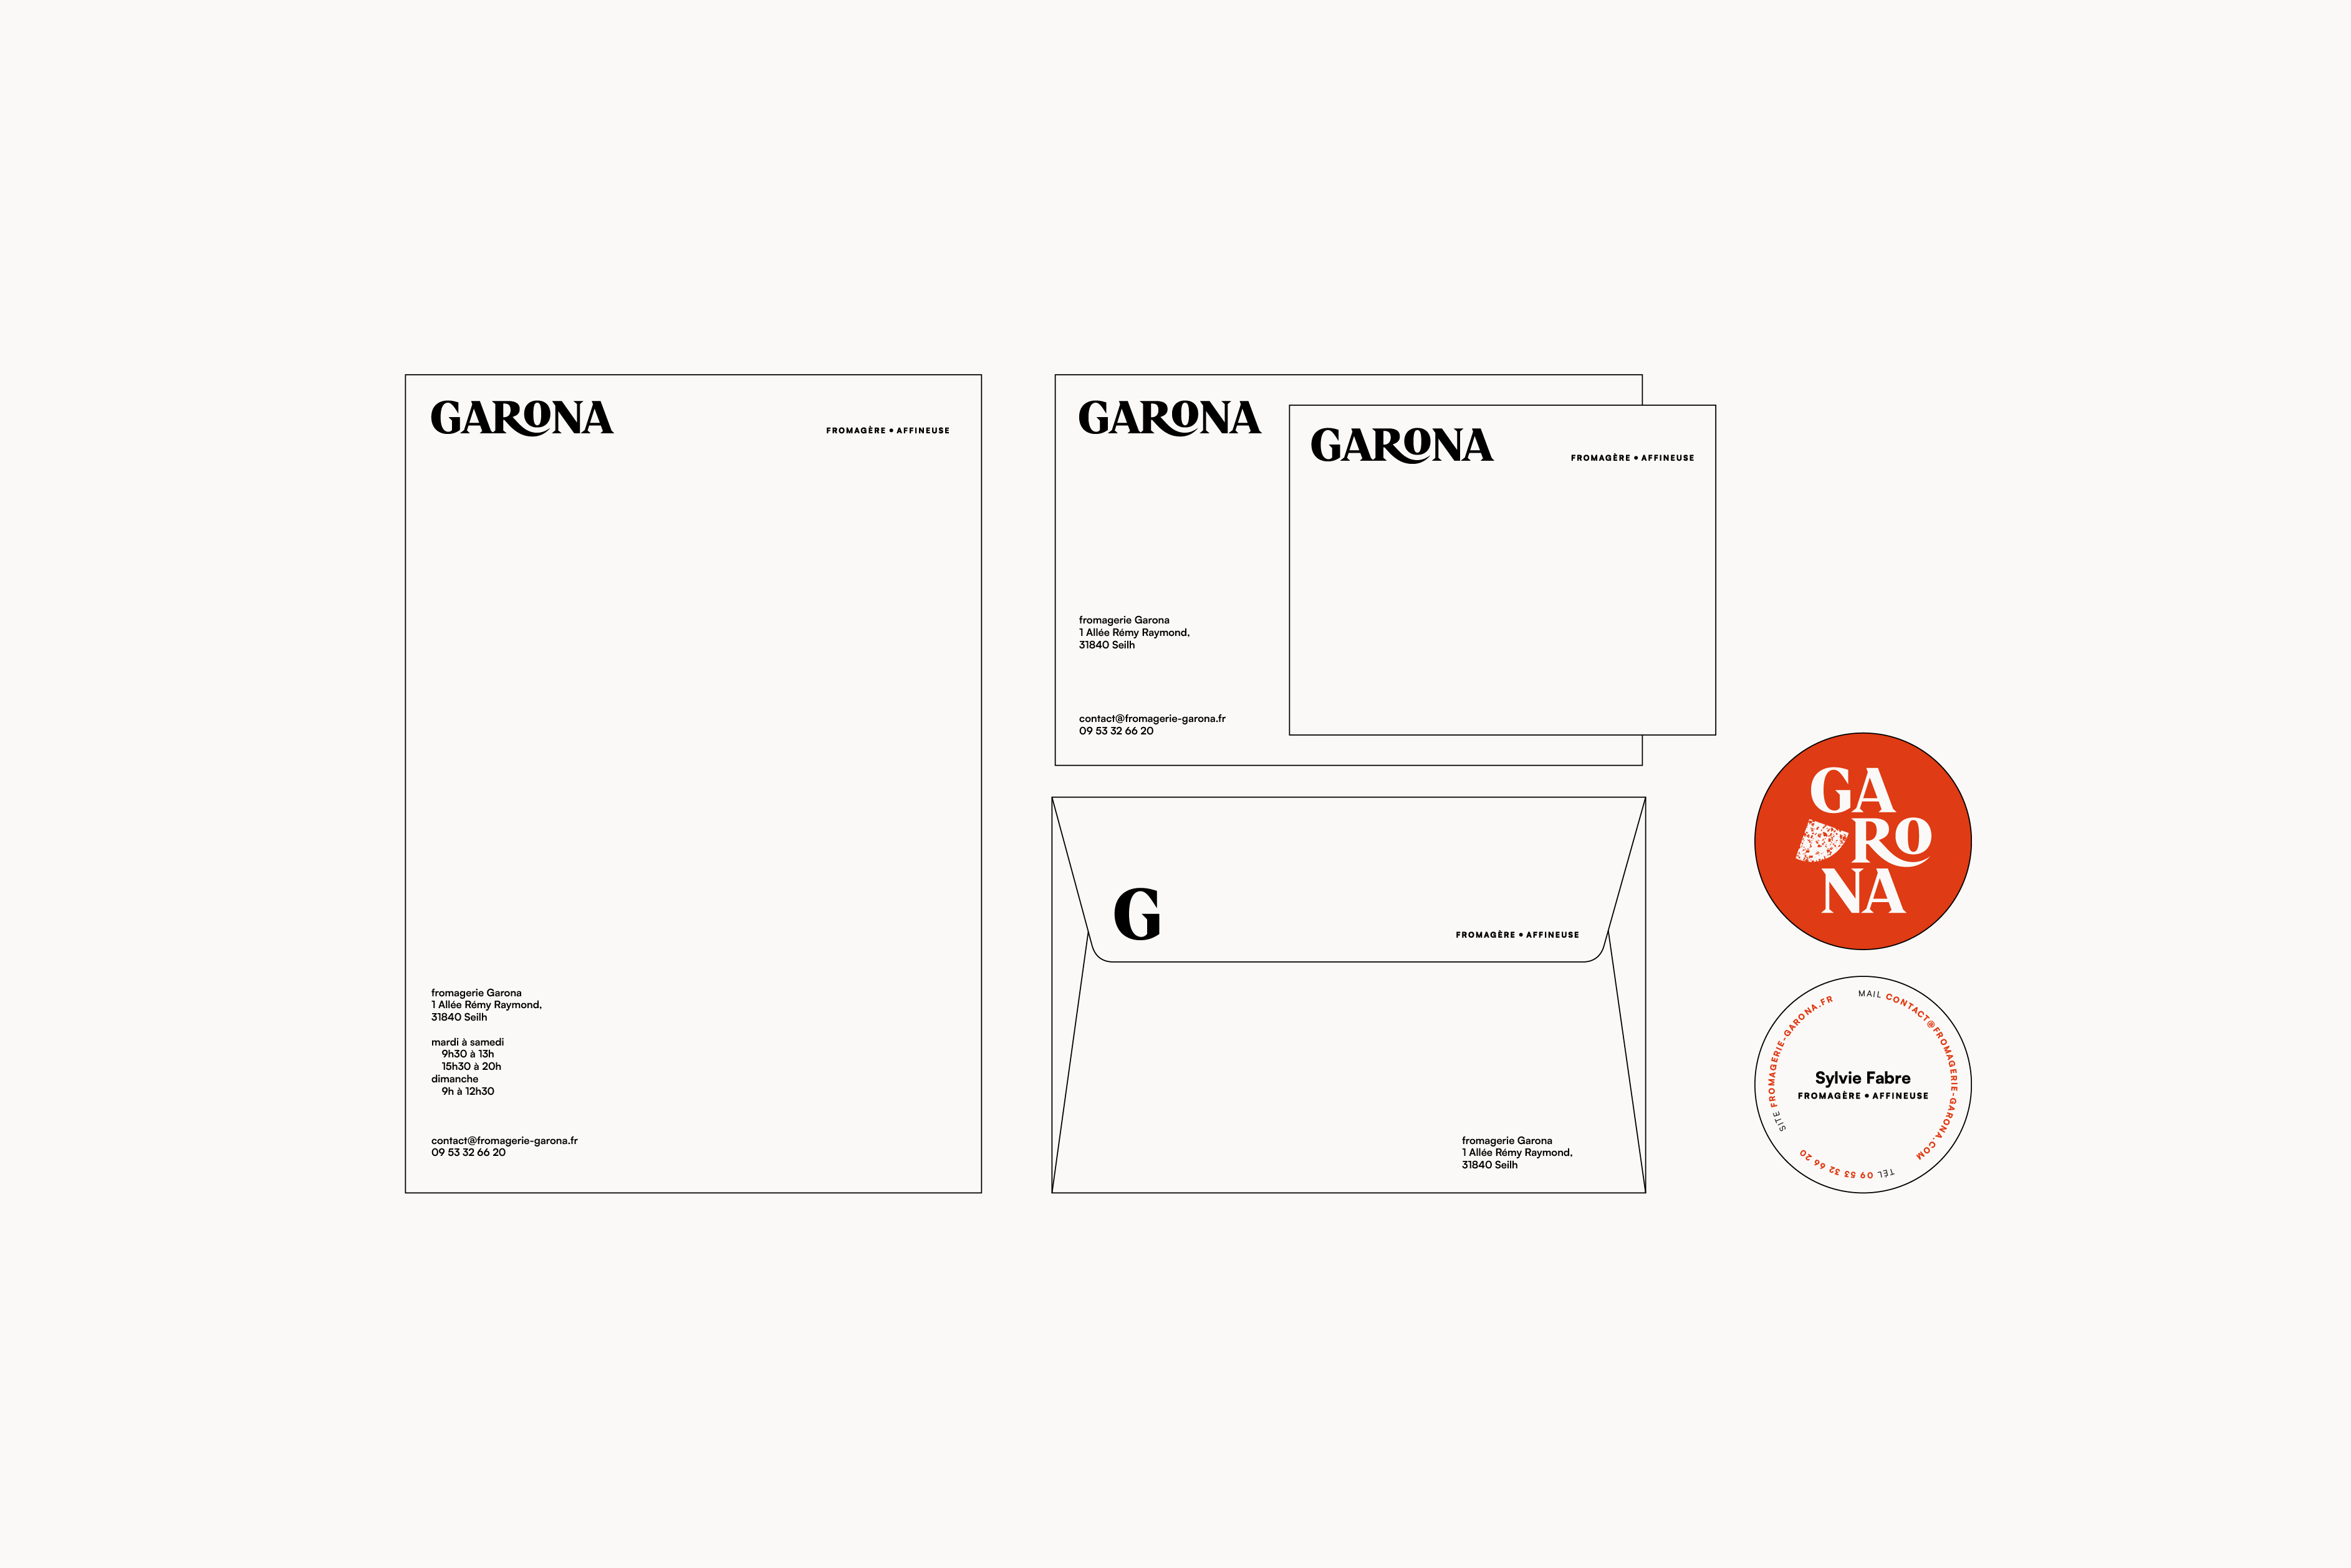 GARONA
FROMAGÈRE • AFFINEUSE
fromagerie Garona
1 Allée Rémy Raymond,
31840 Seilh
mardi à samedi
9h30 à 13h
15h30 à 20h
dimanche
9h à 12h30
contact@fromagerie-garona.fr
09 53 32 66 20
GARONA
fromagerie Garona
1 Allée Rémy Raymond,
31840 Seilh
contact@fromagerie-garona.fr
09 53 32 66 20
GARONA
FROMAGÈRE • AFFINEUSE
G
FROMAGÈRE • AFFINEUSE
fromagerie Garona
1 Allée Rémy Raymond,
31840 Seilh
GA
RO
NA
SITE FROMAGERIE-GARONA.FR
MAIL CONTACT@FROMAGERIE-GARONA.COM
TÉL 09 53 32 66 20
Sylvie Fabre
FROMAGÈRE • AFFINEUSE